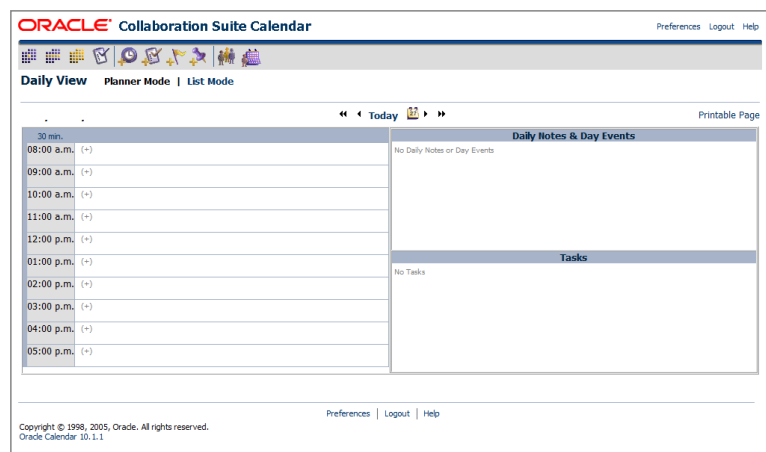 ORACLE Collaboration Suite Calendar
Preferences Logout Help
Daily View Planner Mode | List Mode
Today
Printable Page
30 min.
08:00 a.m. (+)
09:00 a.m. (+)
10:00 a.m. (+)
11:00 a.m. (+)
12:00 p.m. (+)
01:00 p.m. (+)
02:00 p.m. (+)
03:00 p.m. (+)
04:00 p.m. (+)
05:00 p.m. (+)
Daily Notes & Day Events
No Daily Notes or Day Events
Tasks
No Tasks
Preferences | Logout | Help
Copyright © 1998, 2005, Oracle. All rights reserved.
Oracle Calendar 10.1.1